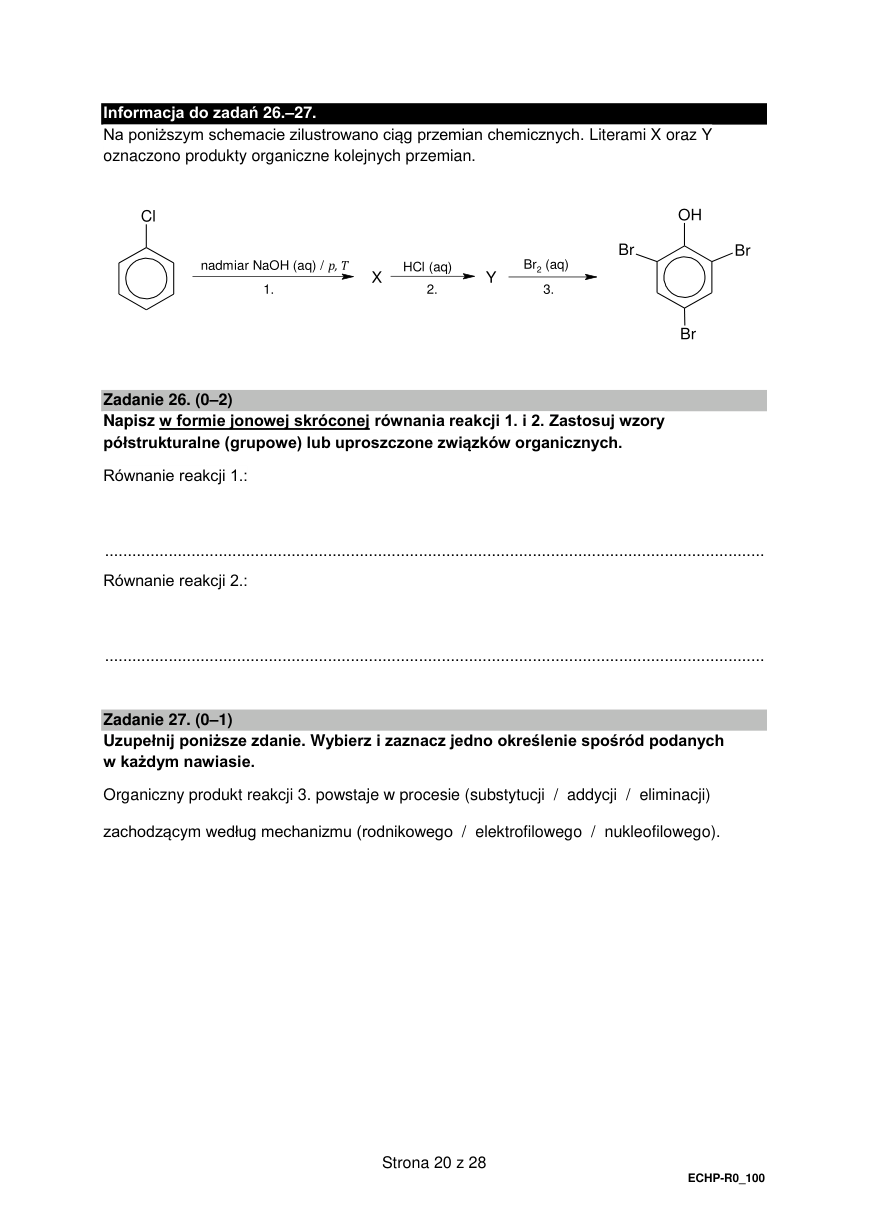 Informacja do zadań 26.–27.
Na poniższym schemacie zilustrowano ciąg przemian chemicznych. Literami X oraz Y
oznaczono produkty organiczne kolejnych przemian.
Cl
nadmiar NaOH (aq) / p, T
1.
X
HCl (aq)
2.
Y
Br2 (aq)
3.
OH
Br
Br
Br
Zadanie 26. (0–2)
Napisz w formie jonowej skróconej równania reakcji 1. i 2. Zastosuj wzory
półstrukturalne (grupowe) lub uproszczone związków organicznych.
Równanie reakcji 1.:
....................................................................................................................................................
Równanie reakcji 2.:
....................................................................................................................................................
Zadanie 27. (0–1)
Uzupełnij poniższe zdanie. Wybierz i zaznacz jedno określenie spośród podanych
w każdym nawiasie.
Organiczny produkt reakcji 3. powstaje w procesie (substytucji / addycji / eliminacji)
zachodzącym według mechanizmu (rodnikowego / elektrofilowego / nukleofilowego).
Strona 20 z 28
ECHP-R0_100